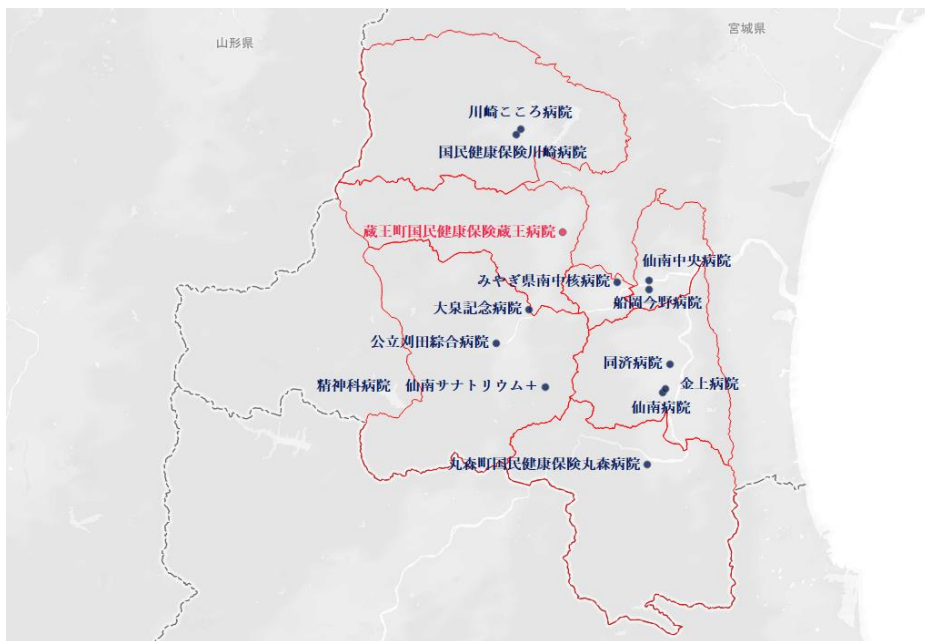 宮城県
山形県
川崎こころ病院
国民健康保険川崎病院
蔵王町国民健康保険蔵王病院
仙南中央病院
みやぎ県南中核病院
船岡今野病院
大泉記念病院
公立刈田綜合病院
同済病院
精神科病院　仙南サナトリウム＋
金上病院
仙南病院
丸森町国民健康保険丸森病院